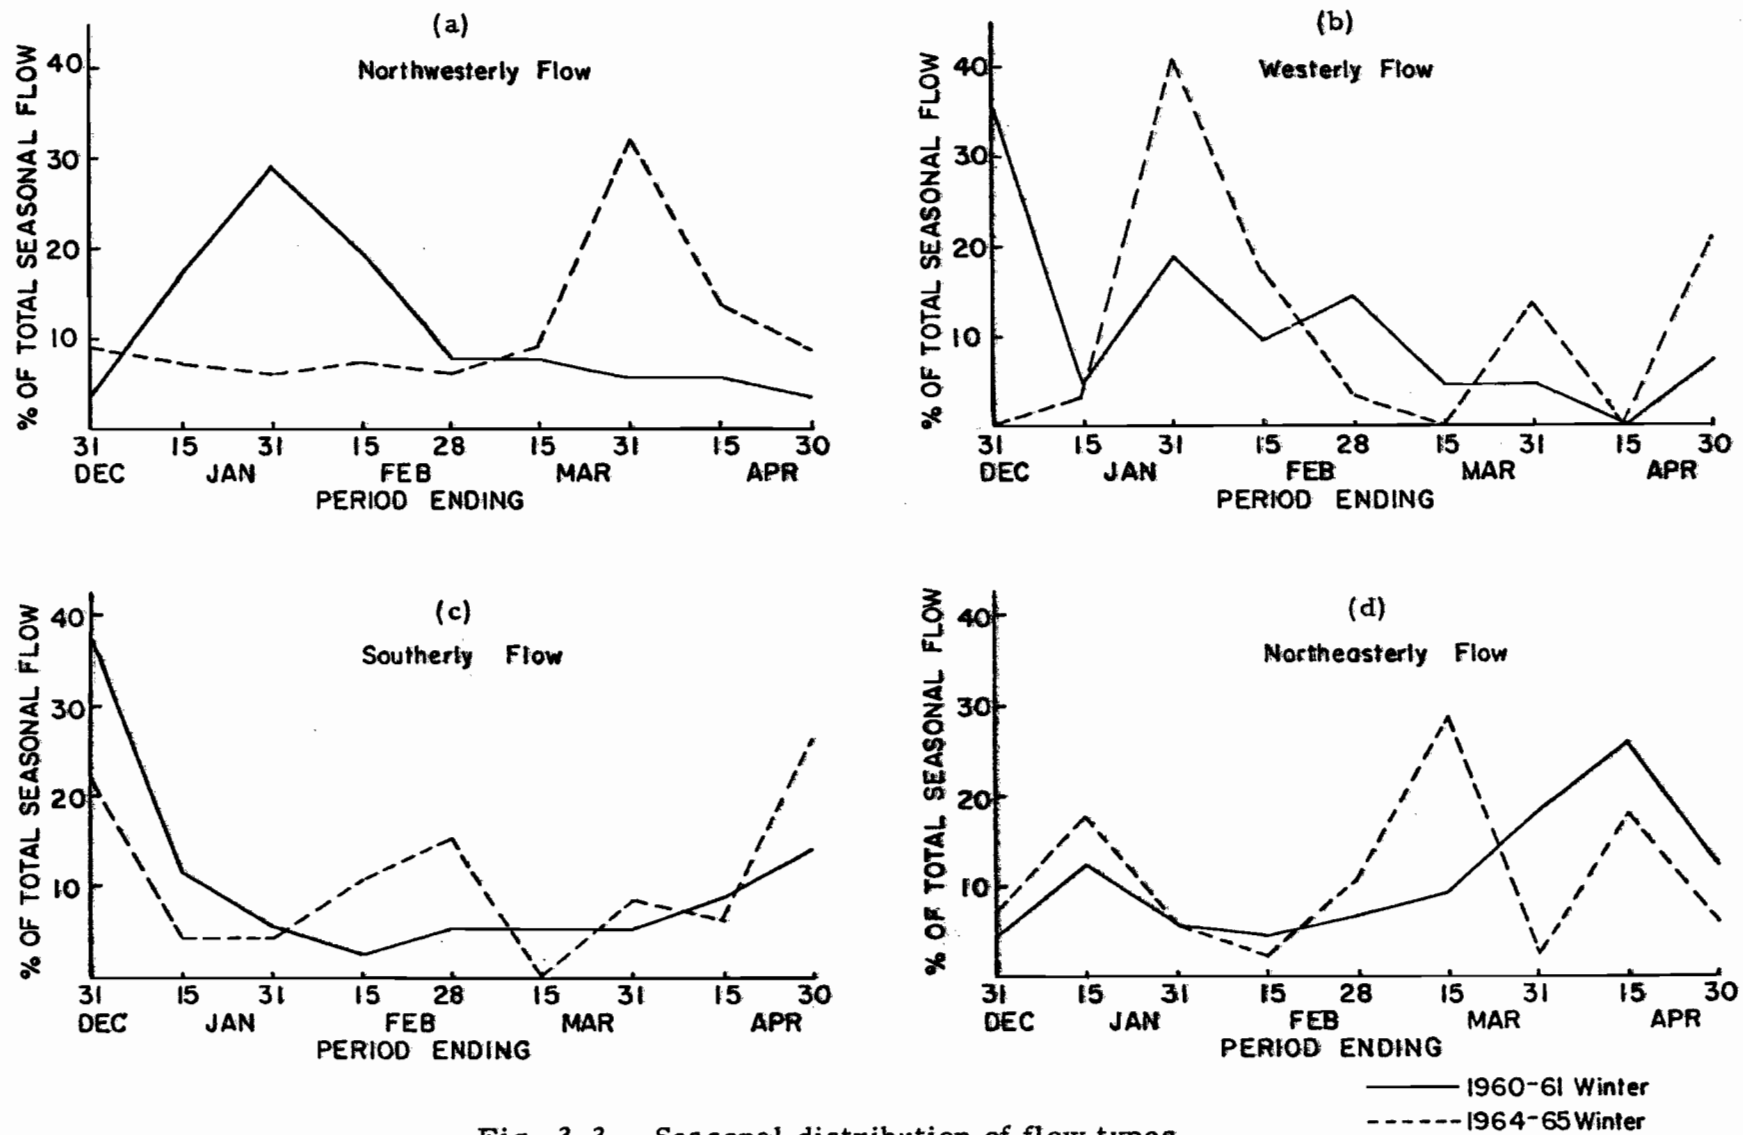 (a)
Northwesterly Flow
% OF TOTAL SEASONAL FLOW
40
30
20
10
31 15 31 15 28 15 31 15 30
DEC JAN FEB MAR APR
PERIOD ENDING
(b)
Westerly Flow
% OF TOTAL SEASONAL FLOW
40
30
20
10
31 15 31 15 28 15 31 15 30
DEC JAN FEB MAR APR
PERIOD ENDING
(c)
Southerly Flow
% OF TOTAL SEASONAL FLOW
40
30
20
10
31 15 31 15 28 15 31 15 30
DEC JAN FEB MAR APR
PERIOD ENDING
(d)
Northeasterly Flow
% OF TOTAL SEASONAL FLOW
40
30
20
10
31 15 31 15 28 15 31 15 30
DEC JAN FEB MAR APR
PERIOD ENDING
1960-61 Winter
1964-65 Winter
Fig. 3.3 Seasonal distribution of flow types